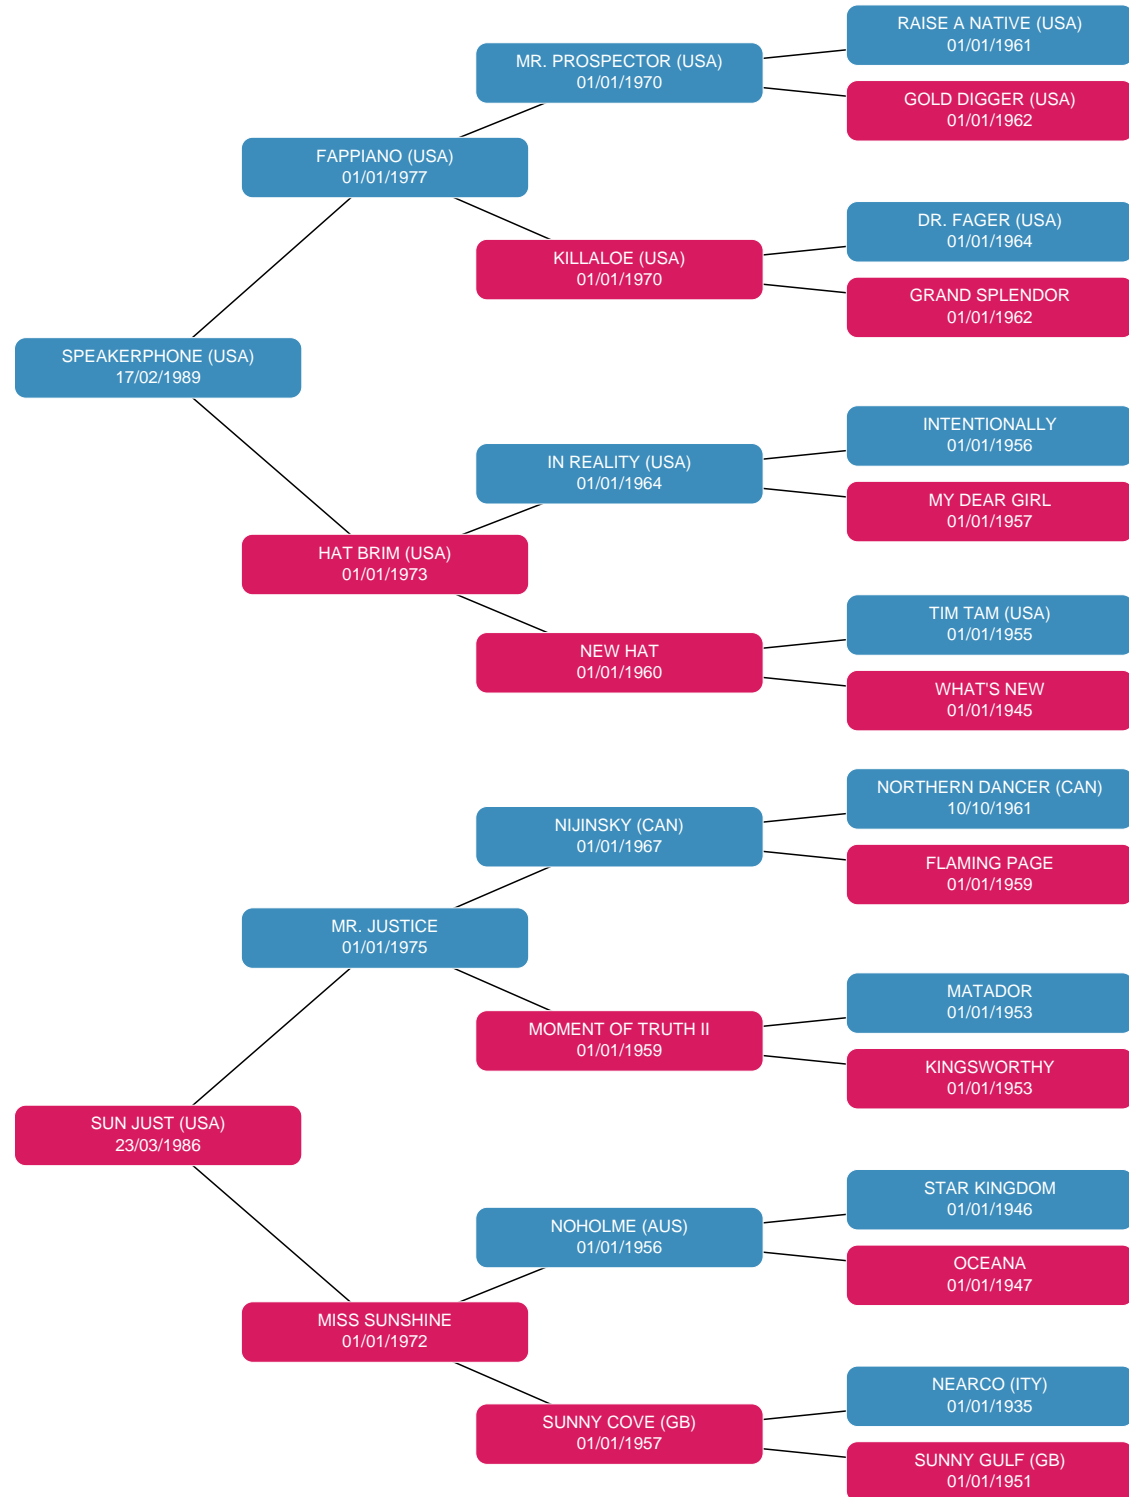 RAISE A NATIVE (USA)
01/01/1961
MR. PROSPECTOR (USA)
01/01/1970
GOLD DIGGER (USA)
01/01/1962
FAPPIANO (USA)
01/01/1977
DR. FAGER (USA)
01/01/1964
KILLALOE (USA)
01/01/1970
GRAND SPLENDOR
01/01/1962
SPEAKERPHONE (USA)
17/02/1989
INTENTIONALLY
01/01/1956
IN REALITY (USA)
01/01/1964
MY DEAR GIRL
01/01/1957
HAT BRIM (USA)
01/01/1973
TIM TAM (USA)
01/01/1955
NEW HAT
01/01/1960
WHAT'S NEW
01/01/1945
NORTHERN DANCER (CAN)
10/10/1961
NIJINSKY (CAN)
01/01/1967
FLAMING PAGE
01/01/1959
MR. JUSTICE
01/01/1975
MATADOR
01/01/1953
MOMENT OF TRUTH II
01/01/1959
KINGSWORTHY
01/01/1953
SUN JUST (USA)
23/03/1986
STAR KINGDOM
01/01/1946
NOHOLME (AUS)
01/01/1956
OCEANA
01/01/1947
MISS SUNSHINE
01/01/1972
NEARCO (ITY)
01/01/1935
SUNNY COVE (GB)
01/01/1957
SUNNY GULF (GB)
01/01/1951